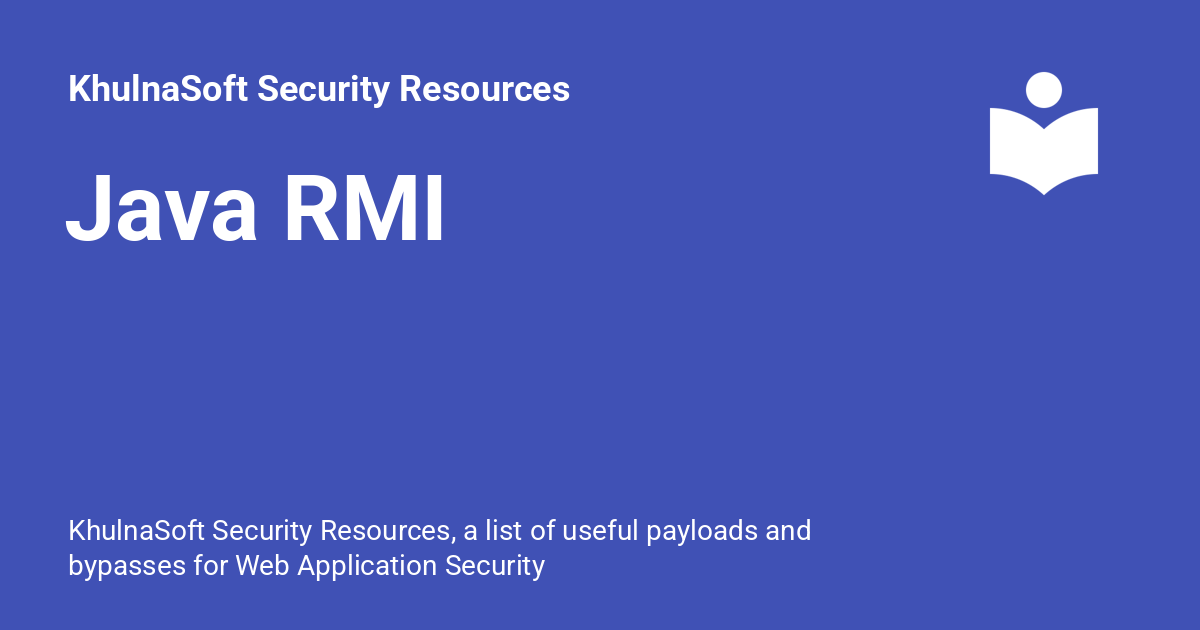 KhulnaSoft Security Resources
Java RMI
KhulnaSoft Security Resources, a list of useful payloads and
bypasses for Web Application Security